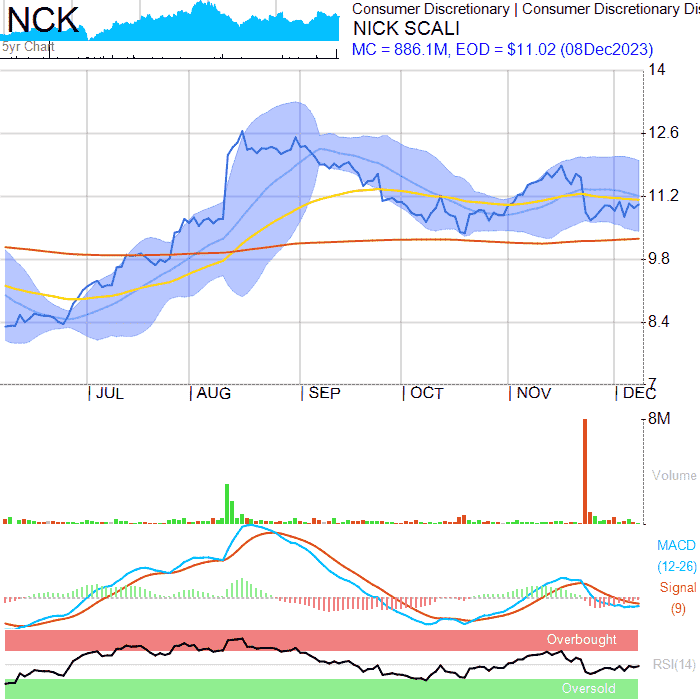 NCK
5yr Chart
Consumer Discretionary | Consumer Discretionary Dis
NICK SCALI
MC = 886.1M, EOD = $11.02 (08Dec2023)
14
12.6
11.2
9.8
8.4
7
JUL
AUG
SEP
OCT
NOV
DEC
8M
Volume
MACD
(12-26)
Signal
(9)
Overbought
RSI(14)
Oversold